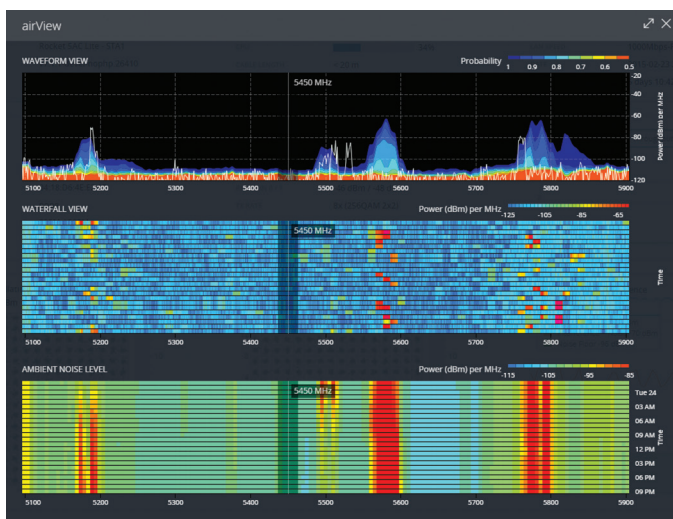 airView
WAVEFORM VIEW
Probability
1 0.9 0.8 0.7 0.6 0.5
5450 MHz
-20
-40
-60
-80
-100
-120
Power (dBm) per MHz
5100 5200 5300 5400 5500 5600 5700 5800 5900
WATERFALL VIEW
Power (dBm) per MHz
-125 -105 -85 -65
5450 MHz
Time
5100 5200 5300 5400 5500 5600 5700 5800 5900
AMBIENT NOISE LEVEL
Power (dBm) per MHz
-115 -105 -95 -85
5450 MHz
Tue 24
03 AM
06 AM
09 AM
12 PM
03 PM
06 PM
09 PM
Time
5100 5200 5300 5400 5500 5600 5700 5800 5900